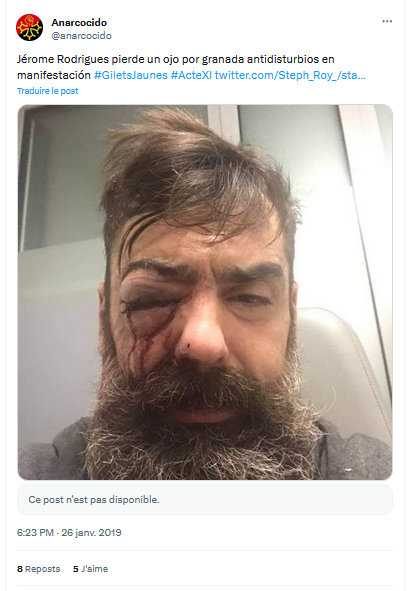 Anarcocido
@anarcocido
Jérome Rodrigues pierde un ojo por granada antidisturbios en
manifestación #GiletsJaunes #ActeXI twitter.com/Steph_Roy_/sta…
Traduire le post
Ce post n'est pas disponible.
6:23 PM · 26 janv. 2019
8 Reposts 5 J'aime